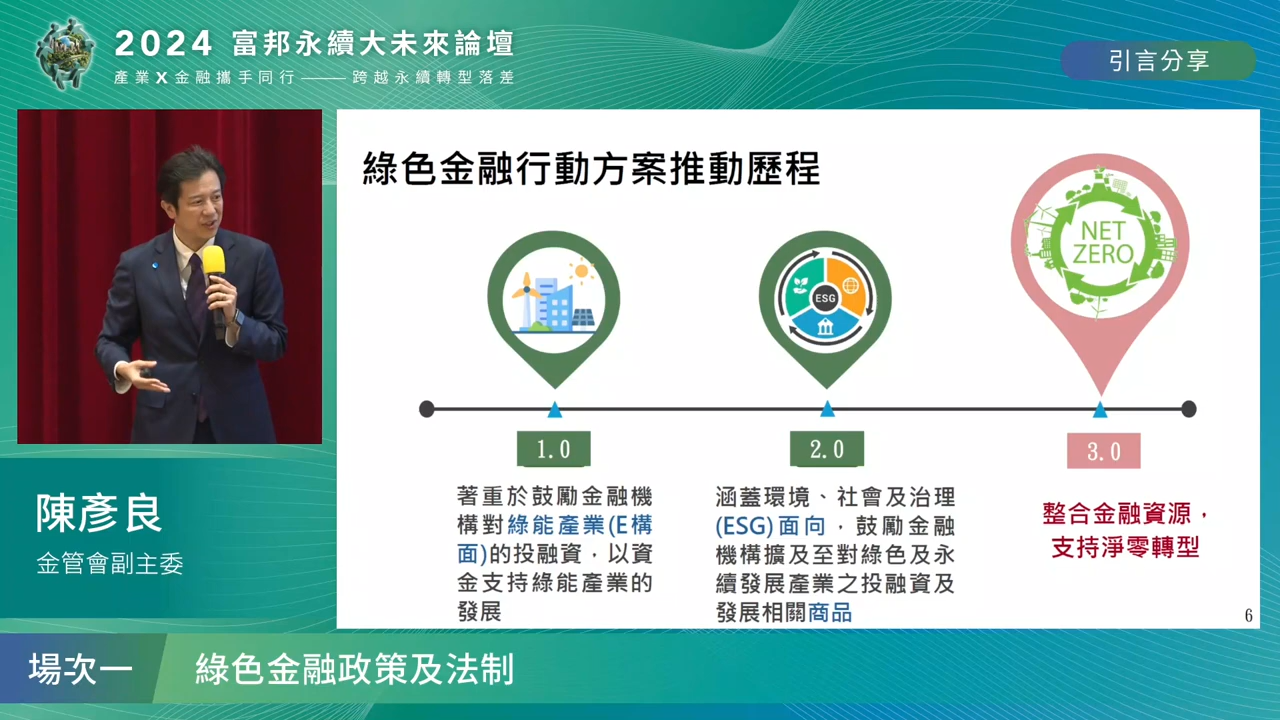 2024 富邦永續大未來論壇
產業X金融攜手同行——跨越永續轉型落差
引言分享
綠色金融行動方案推動歷程
ESG
NET
ZERO
1.0
2.0
3.0
著重於鼓勵金融機
構對綠能產業(E構
面)的投融資，以資
金支持綠能產業的
發展
涵蓋環境、社會及治理
(ESG)面向，鼓勵金融
機構擴及至對綠色及永
續發展產業之投融資及
發展相關商品
整合金融資源，
支持淨零轉型
6
陳彥良
金管會副主委
場次一
綠色金融政策及法制